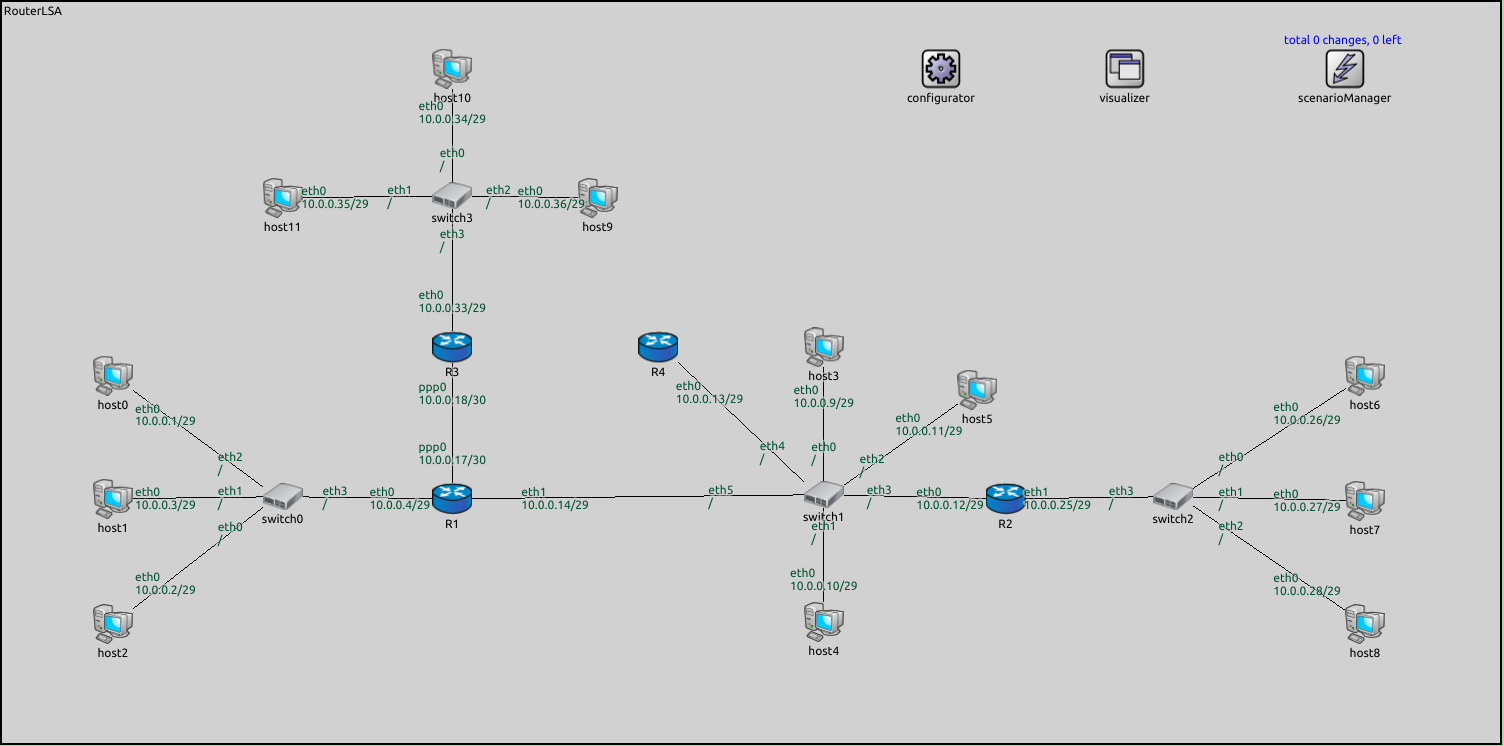 RouterLSA
total 0 changes, 0 left
configurator
visualizer
scenarioManager
host10
eth0
10.0.0.34/29
eth0
/
host11
eth0
10.0.0.35/29
eth1
/
switch3
eth2
/
eth0
10.0.0.36/29
host9
eth3
/
eth0
10.0.0.33/29
R3
ppp0
10.0.0.18/30
ppp0
10.0.0.17/30
R4
eth0
10.0.0.13/29
eth4
/
host3
eth0
10.0.0.9/29
eth0
/
host5
eth0
10.0.0.11/29
eth2
/
host0
eth0
10.0.0.1/29
eth2
/
host1
eth0
10.0.0.3/29
eth1
/
switch0
eth3
/
eth0
10.0.0.4/29
R1
eth1
10.0.0.14/29
eth5
/
switch1
eth3
/
eth0
10.0.0.12/29
R2
eth1
10.0.0.25/29
eth3
/
switch2
eth0
/
eth0
10.0.0.26/29
host6
eth1
/
eth0
10.0.0.27/29
host7
eth2
/
eth0
10.0.0.28/29
host8
eth0
/
eth0
10.0.0.2/29
host2
eth1
/
eth0
10.0.0.10/29
host4